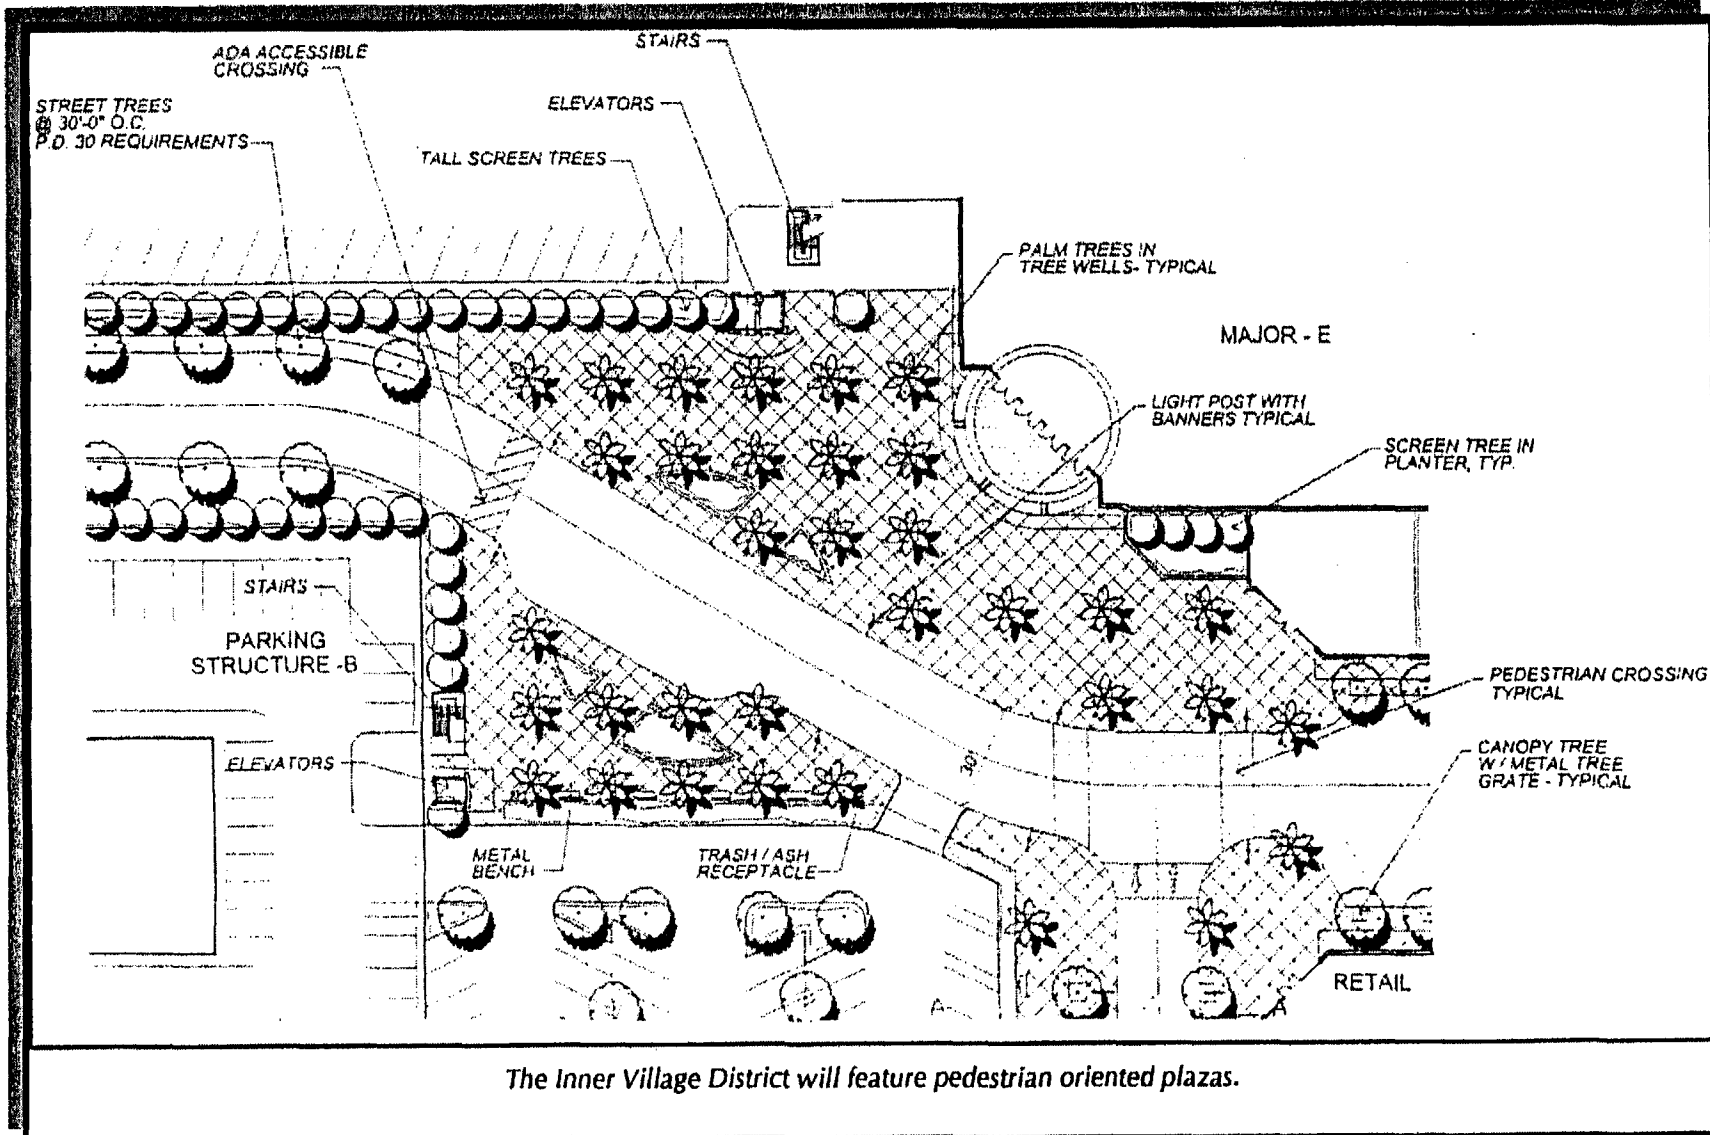 ADA ACCESSIBLE
CROSSING
STAIRS
STREET TREES
@ 30'-0" O.C.
P.D. 30 REQUIREMENTS
ELEVATORS
TALL SCREEN TREES
PALM TREES IN
TREE WELLS- TYPICAL
MAJOR - E
LIGHT POST WITH
BANNERS TYPICAL
SCREEN TREE IN
PLANTER, TYP.
STAIRS
PARKING
STRUCTURE -B
PEDESTRIAN CROSSING
TYPICAL
ELEVATORS
30'
CANOPY TREE
W/ METAL TREE
GRATE - TYPICAL
METAL
BENCH
TRASH / ASH
RECEPTACLE
RETAIL
The Inner Village District will feature pedestrian oriented plazas.